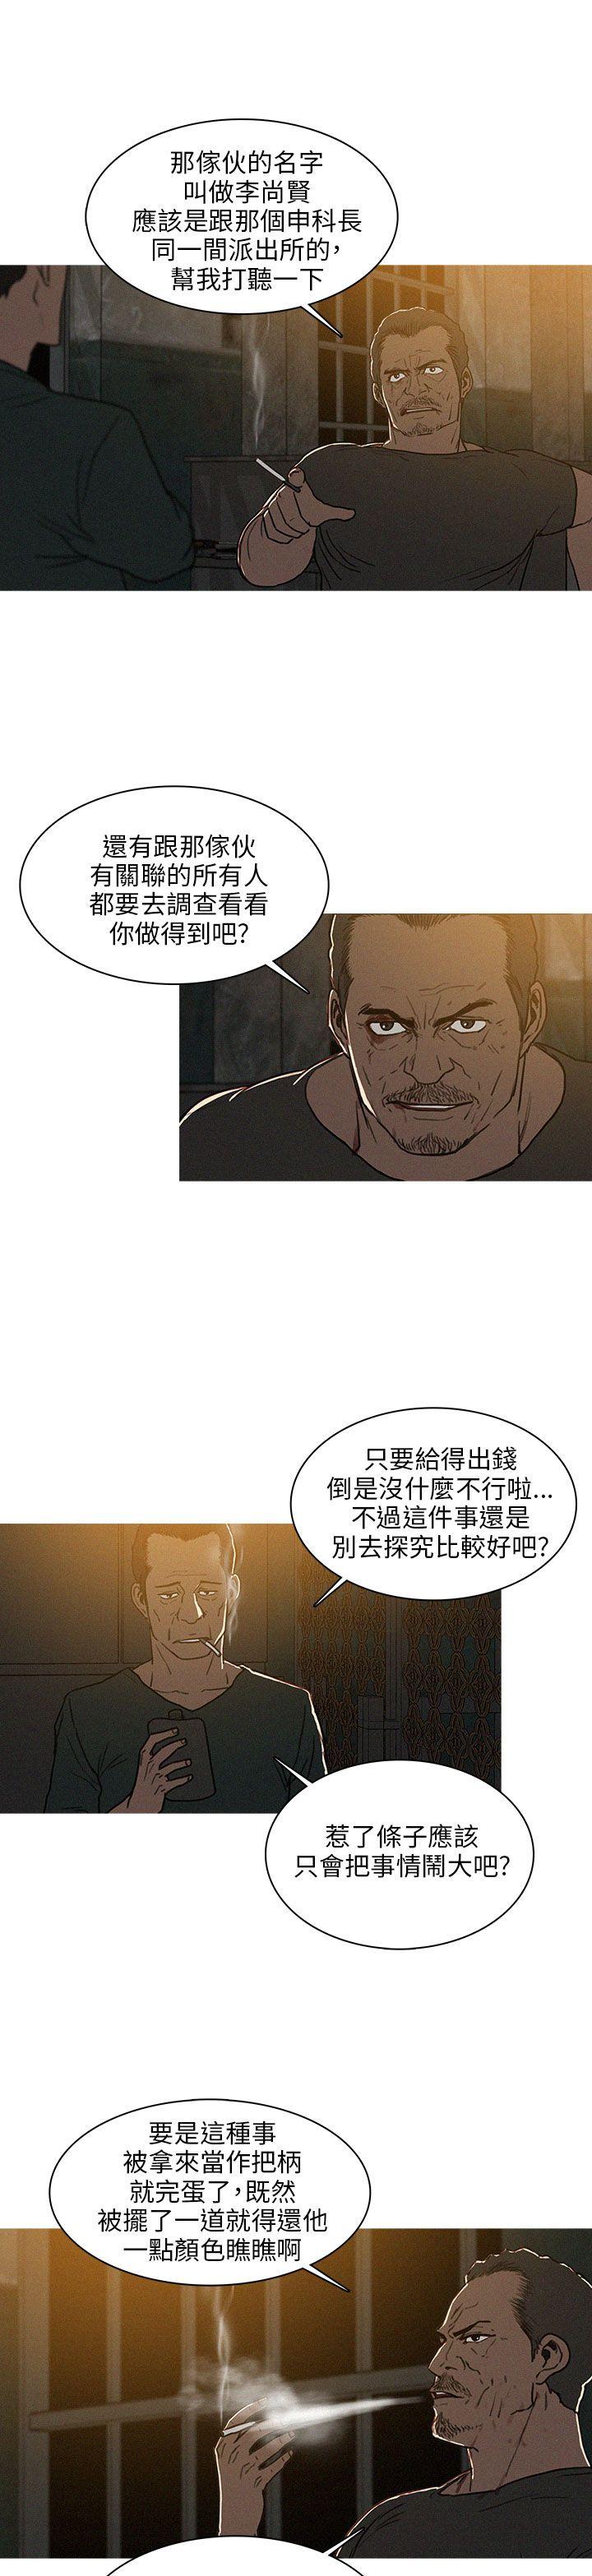 那傢伙的名字
叫做李尚賢
應該是跟那個申科長
同一間派出所的,
幫我打聽一下
還有跟那傢伙
有關聯的所有人
都要去調查看看
你做得到吧?
只要給得出錢
倒是沒什麼不行啦...
不過這件事還是
別去探究比較好吧?
惹了條子應該
只會把事情鬧大吧?
要是這種事
被拿來當作把柄
就完蛋了,既然
被擺了一道就得還他
一點顏色瞧瞧啊